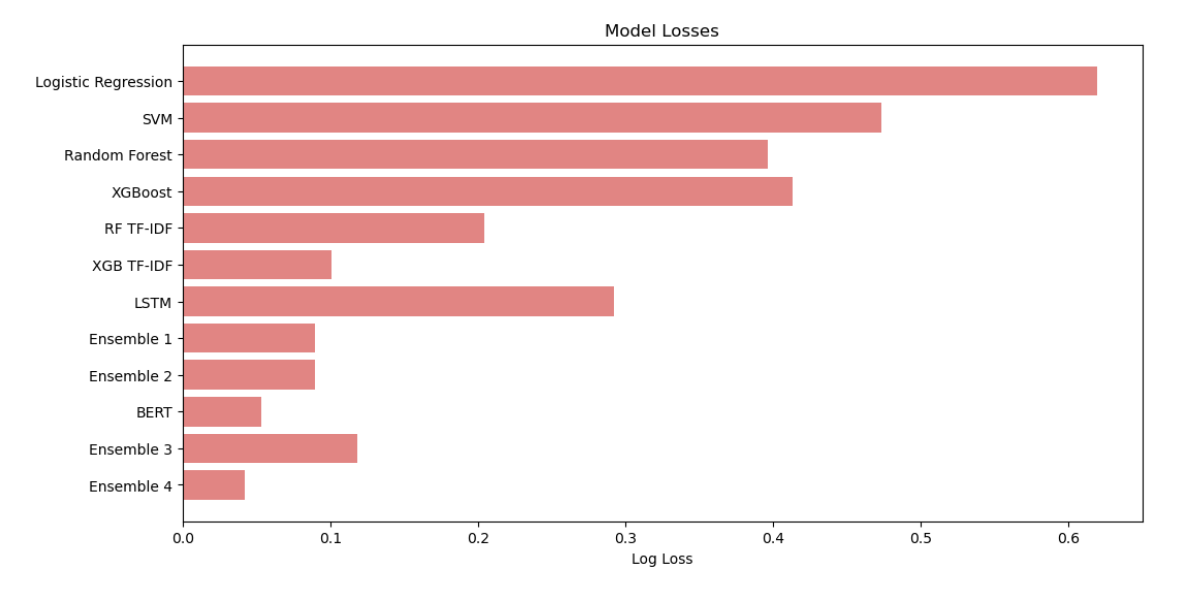 Model Losses
Logistic Regression
SVM
Random Forest
XGBoost
RF TF-IDF
XGB TF-IDF
LSTM
Ensemble 1
Ensemble 2
BERT
Ensemble 3
Ensemble 4
0.0 0.1 0.2 0.3 0.4 0.5 0.6
Log Loss